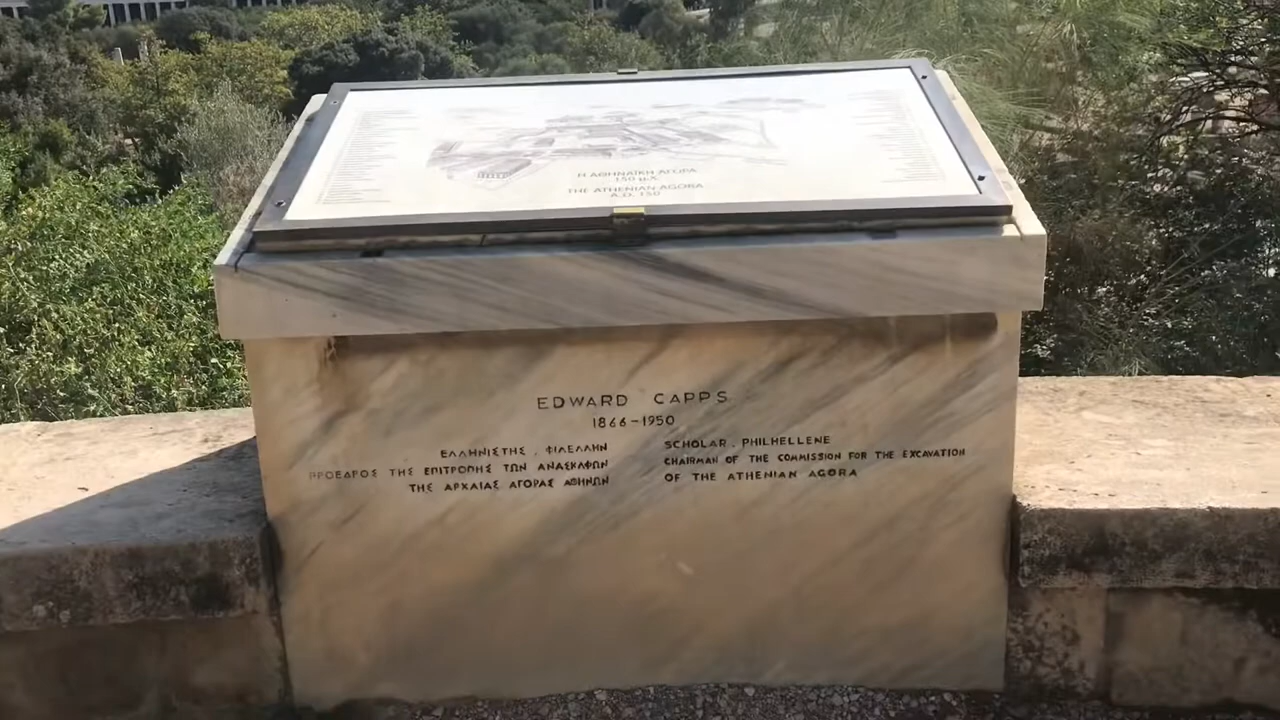 Η ΑΘΗΝΑΪΚΗ ΑΓΟΡΑ
150 μ.Χ.
THE ATHENIAN AGORA
A.D. 150
EDWARD CAPPS
1866-1950
ΕΛΛΗΝΙΣΤΗΣ . ΦΙΛΕΛΛΗΝ
ΠΡΟΕΔΡΟΣ ΤΗΣ ΕΠΙΤΡΟΠΗΣ ΤΩΝ ΑΝΑΣΚΑΦΩΝ
ΤΗΣ ΑΡΧΑΙΑΣ ΑΓΟΡΑΣ ΑΘΗΝΩΝ
SCHOLAR . PHILHELLENE
CHAIRMAN OF THE COMMISSION FOR THE EXCAVATION
OF THE ATHENIAN AGORA